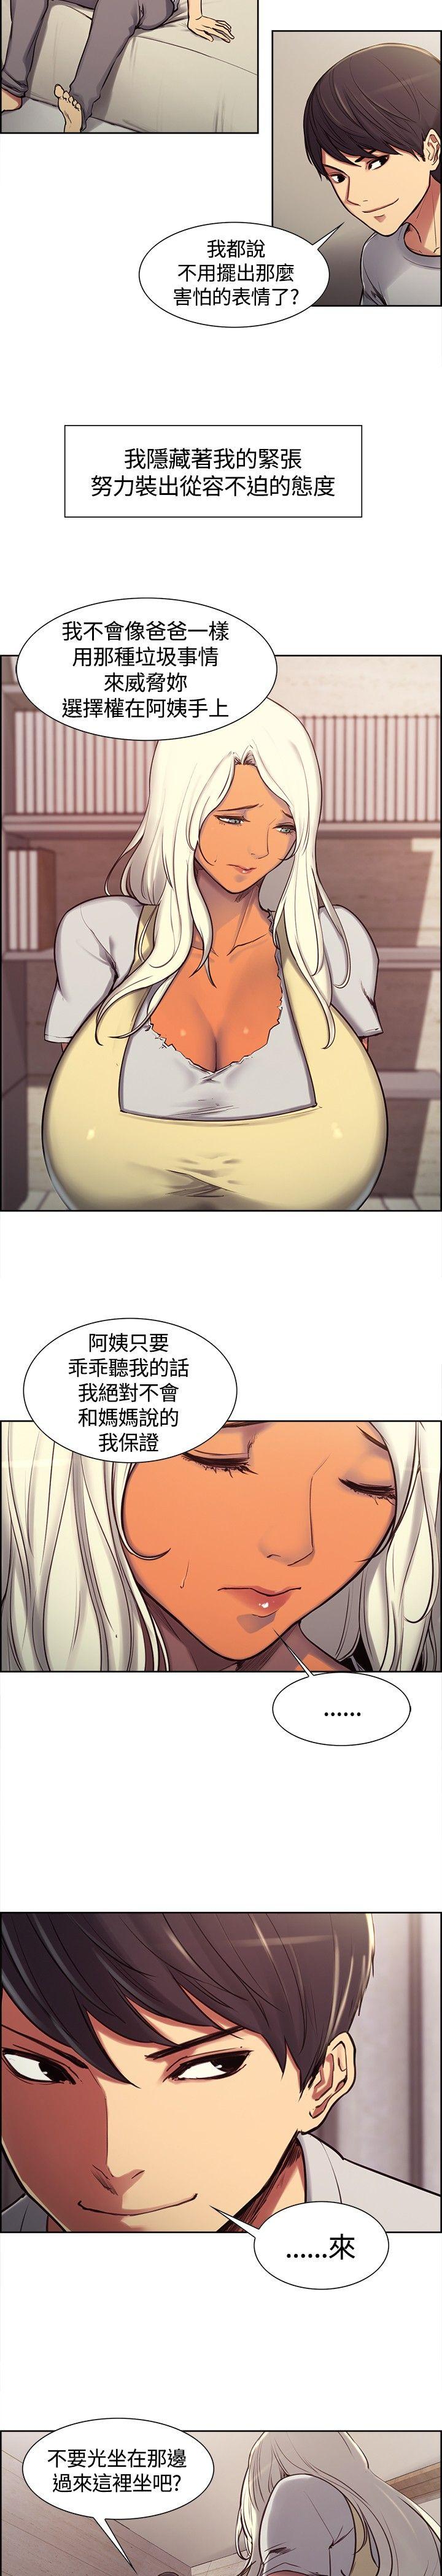 我都說
不用擺出那麼
害怕的表情了?
我隱藏著我的緊張
努力裝出從容不迫的態度
我不會像爸爸一樣
用那種垃圾事情
來威脅妳
選擇權在阿姨手上
阿姨只要
乖乖聽我的話
我絕對不會
和媽媽說的
我保證
......
......來
不要光坐在那邊
過來這裡坐吧?